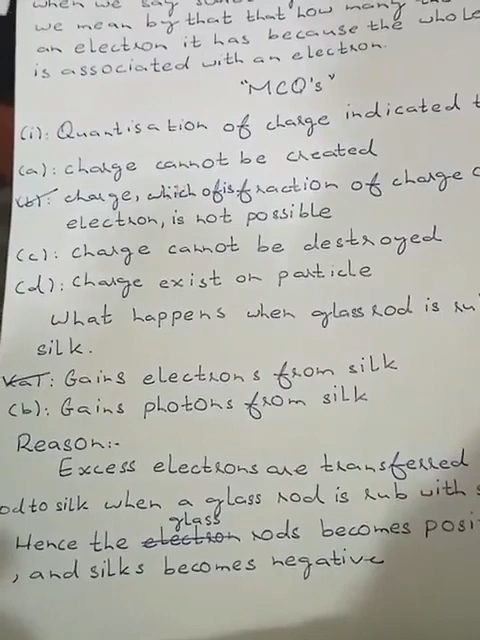 when we say
we mean by that that how many
an electron it has because the whole
is associated with an electron.
"MCQ's"
(i): Quantisation of charge indicated
(a): charge cannot be created
(b): charge, which is fraction of charge
electron, is not possible
(c): charge cannot be destroyed
(d): charge exist on particle
What happens when glass rod is
silk.
(a): Gains electrons from silk
(b): Gains photons from silk
Reason:-
Excess electrons are transferred
to silk when a glass rod is rub with
glass
Hence the electron rods becomes
, and silks becomes negative